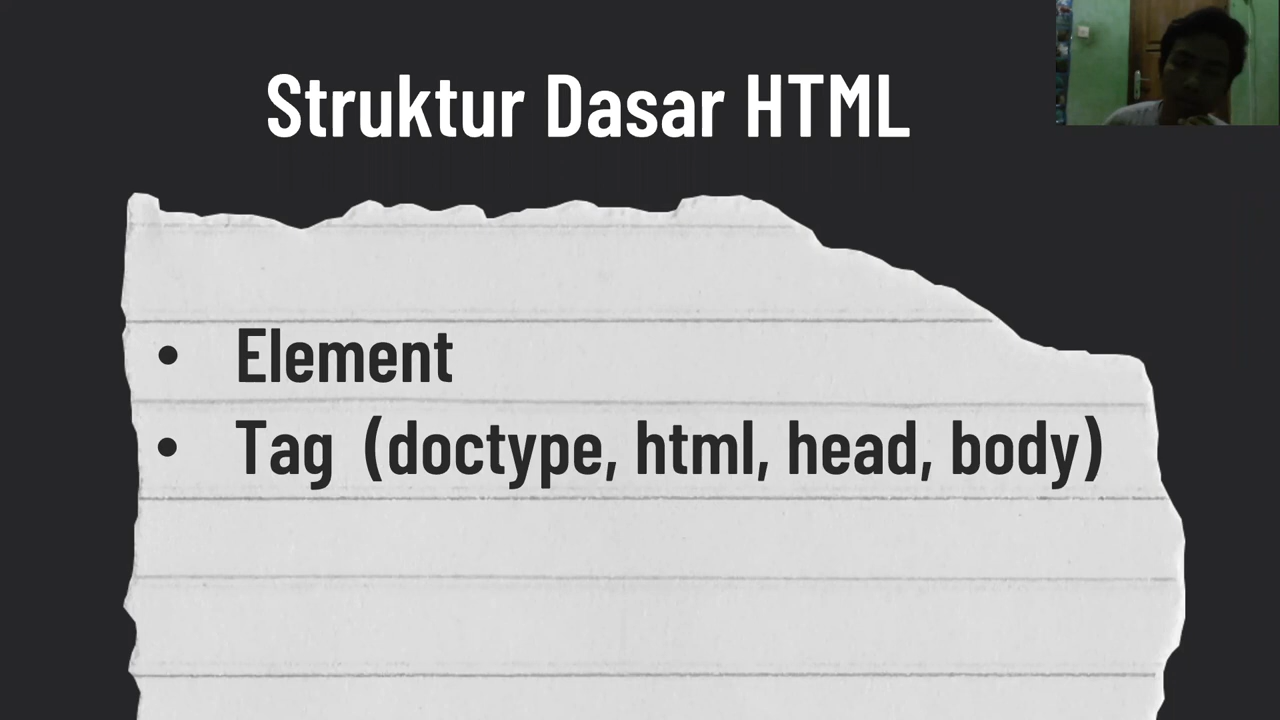 Struktur Dasar HTML
• Element
• Tag (doctype, html, head, body)